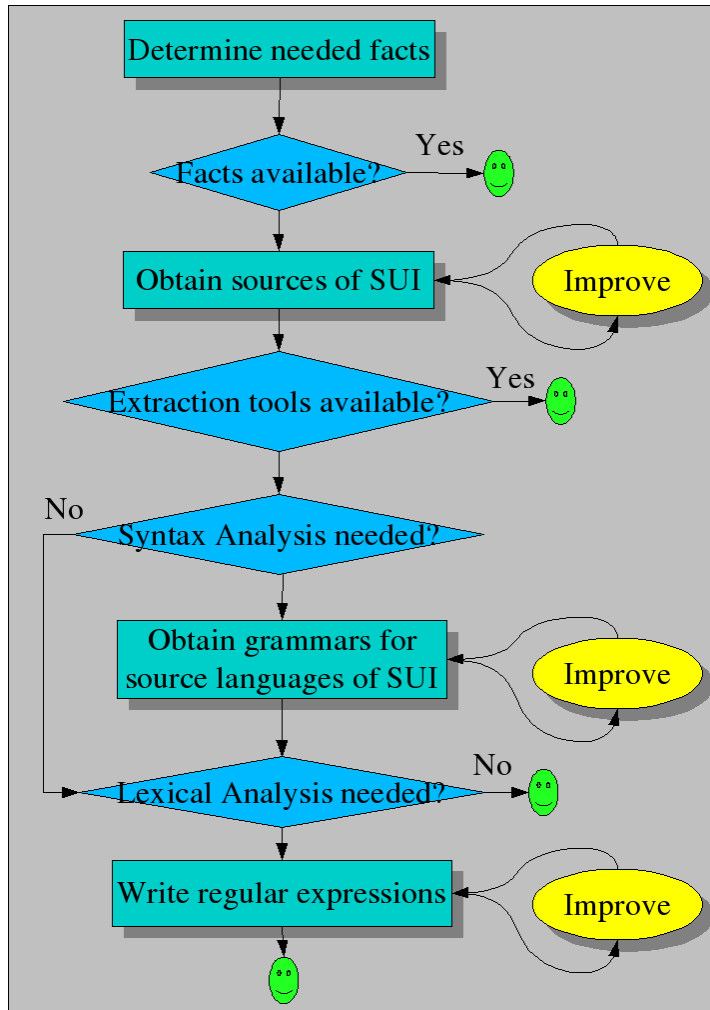 Determine needed facts
Yes
Facts available?
Obtain sources of SUI
Improve
Yes
Extraction tools available?
No
Syntax Analysis needed?
Obtain grammars for
source languages of SUI
Improve
No
Lexical Analysis needed?
Write regular expressions
Improve